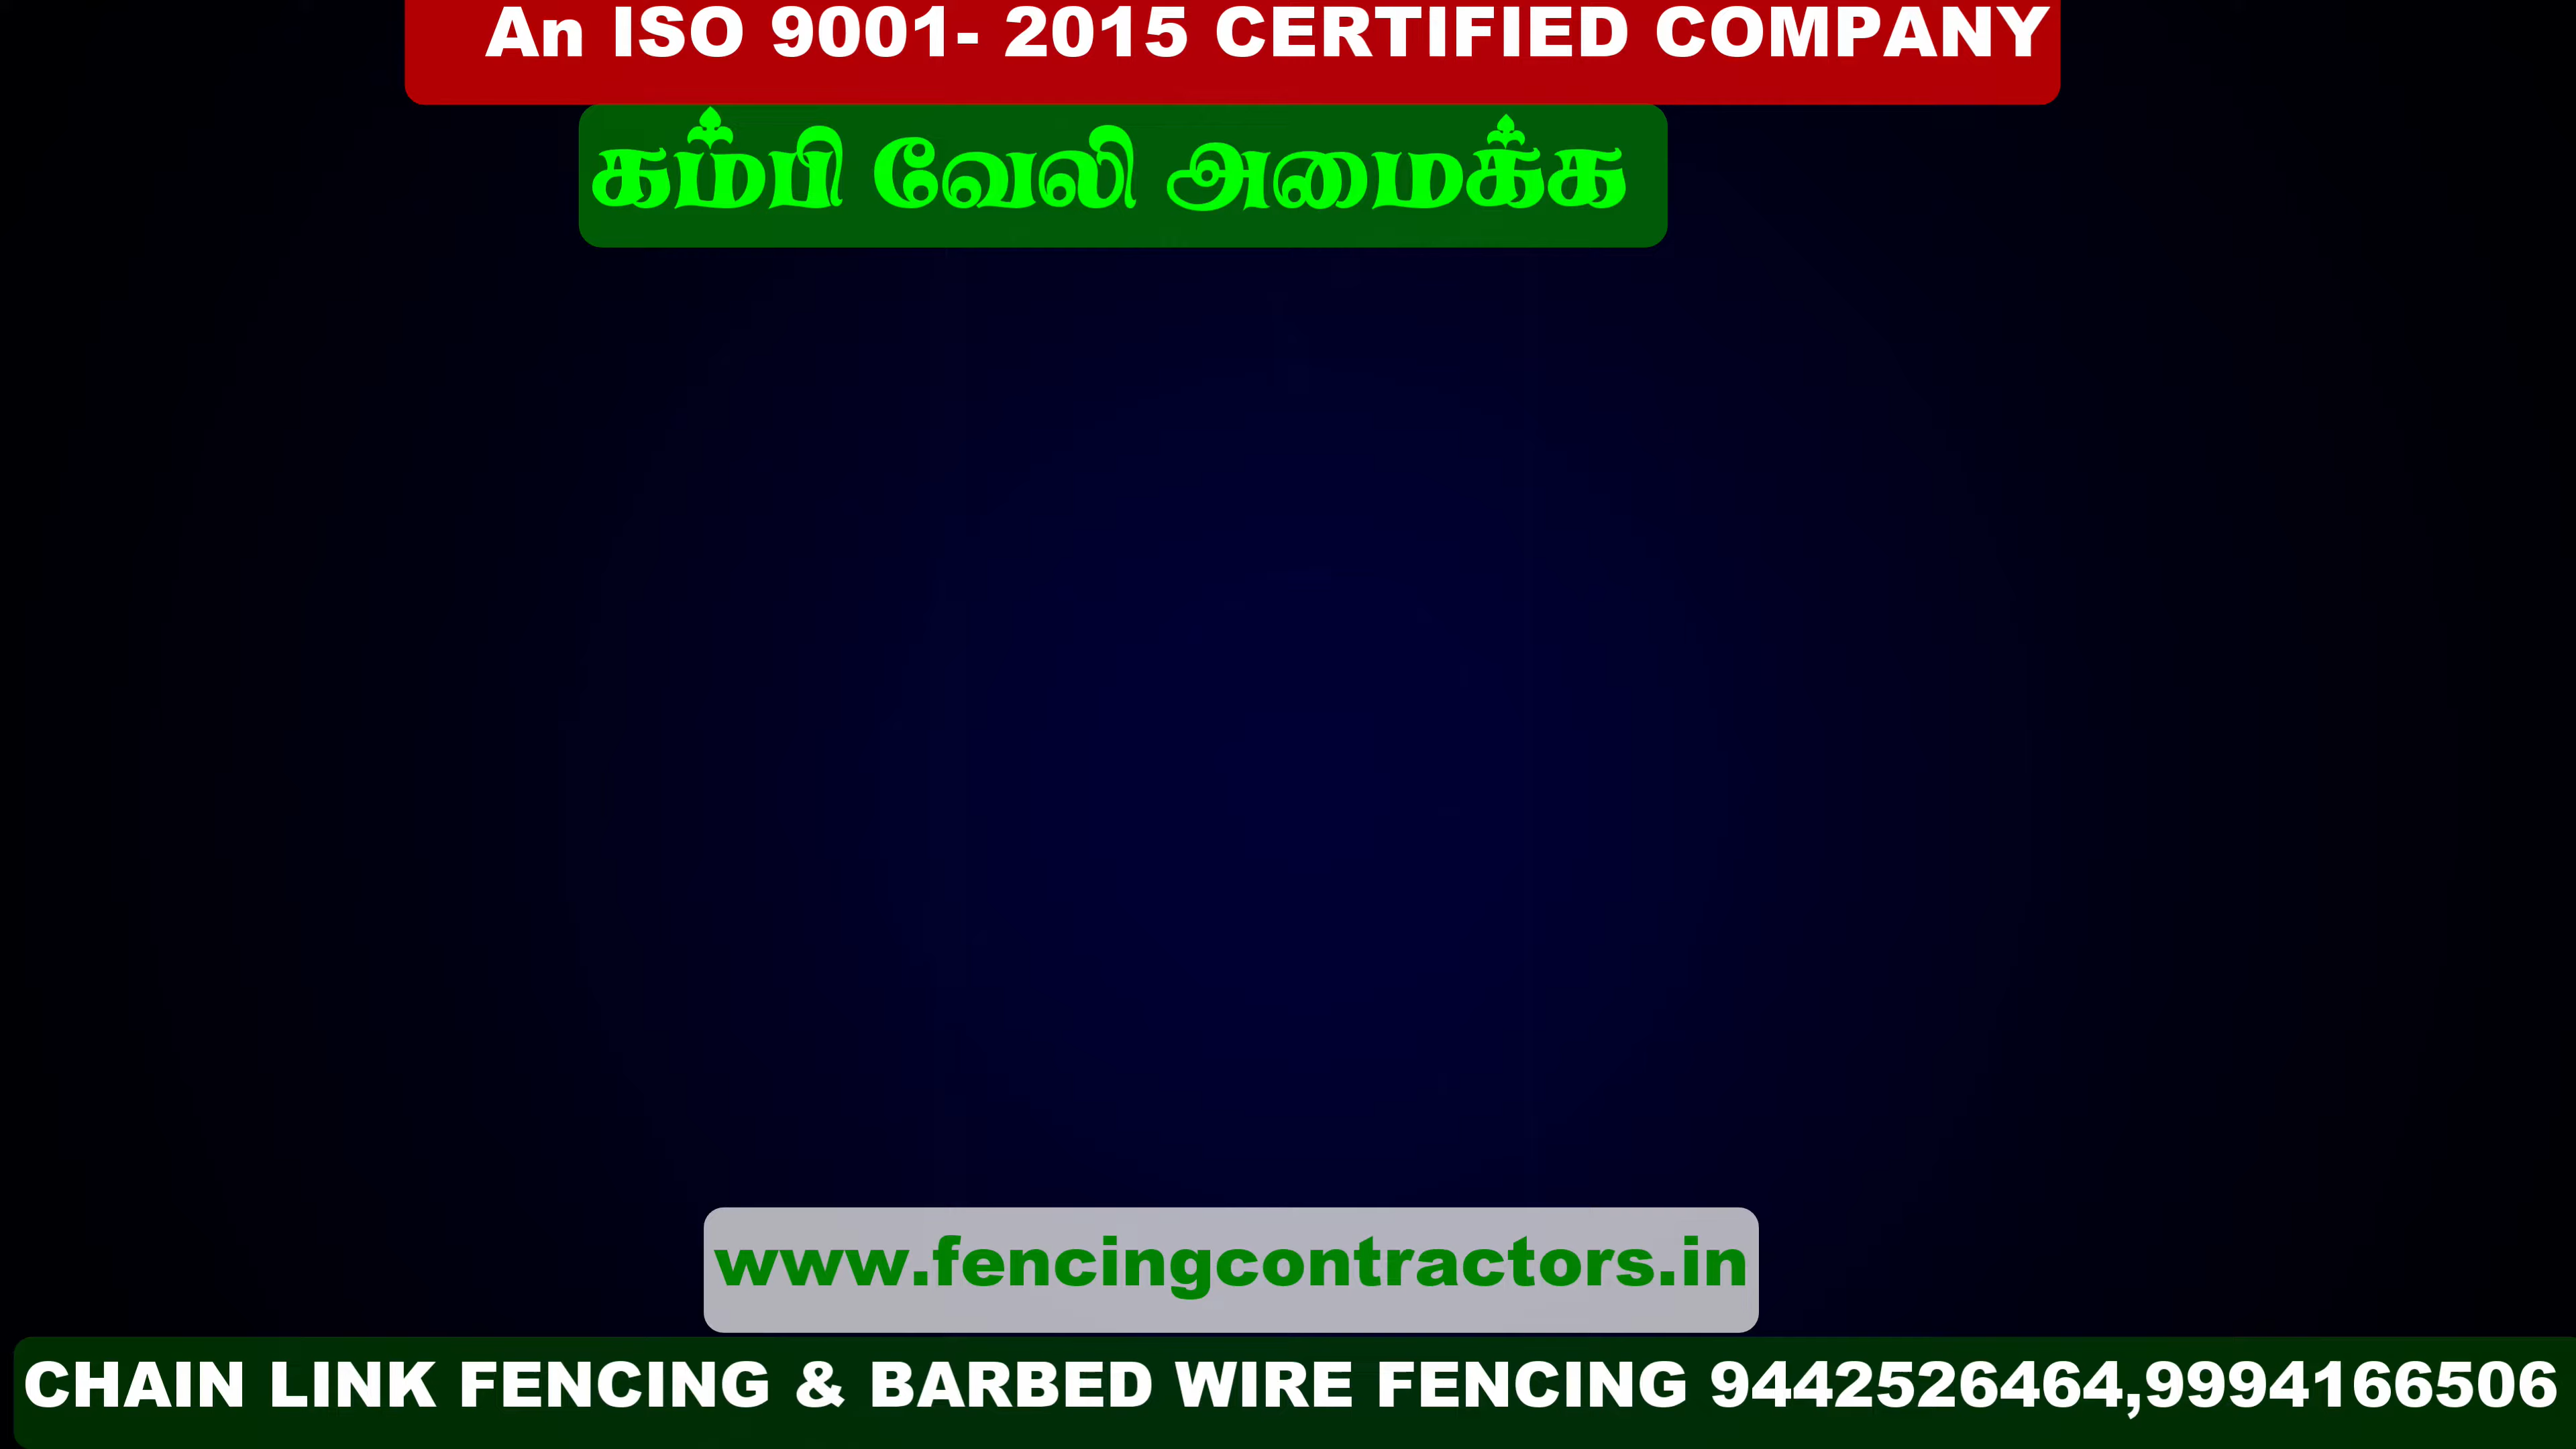 An ISO 9001- 2015 CERTIFIED COMPANY
கம்பி வேலி அமைக்க
www.fencingcontractors.in
CHAIN LINK FENCING & BARBED WIRE FENCING 9442526464,9994166506